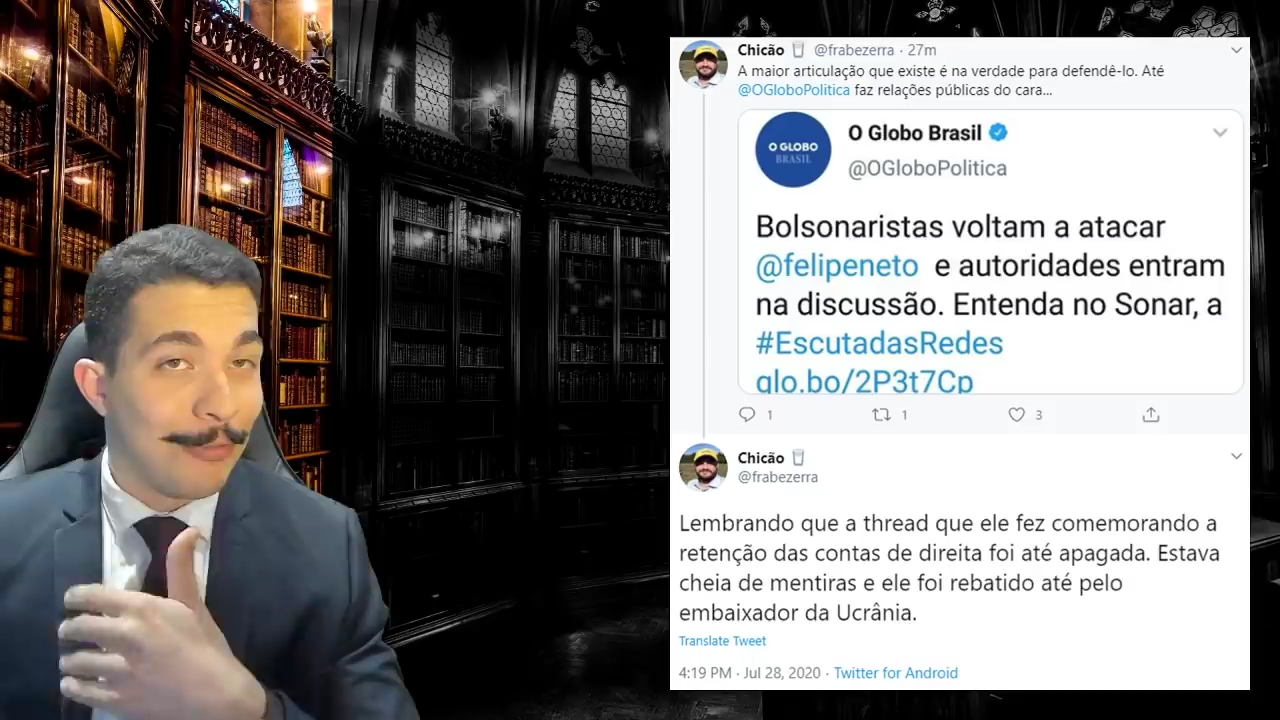 Chicão @frabezerra · 27m
A maior articulação que existe é na verdade para defendê-lo. Até
@OGloboPolitica faz relações públicas do cara...
O GLOBO
BRASIL
O Globo Brasil
@OGloboPolitica
Bolsonaristas voltam a atacar
@felipeneto e autoridades entram
na discussão. Entenda no Sonar, a
#EscutadasRedes
glo.bo/2P3t7Cp
1 1 3
Chicão
@frabezerra
Lembrando que a thread que ele fez comemorando a
retenção das contas de direita foi até apagada. Estava
cheia de mentiras e ele foi rebatido até pelo
embaixador da Ucrânia.
Translate Tweet
4:19 PM · Jul 28, 2020 · Twitter for Android